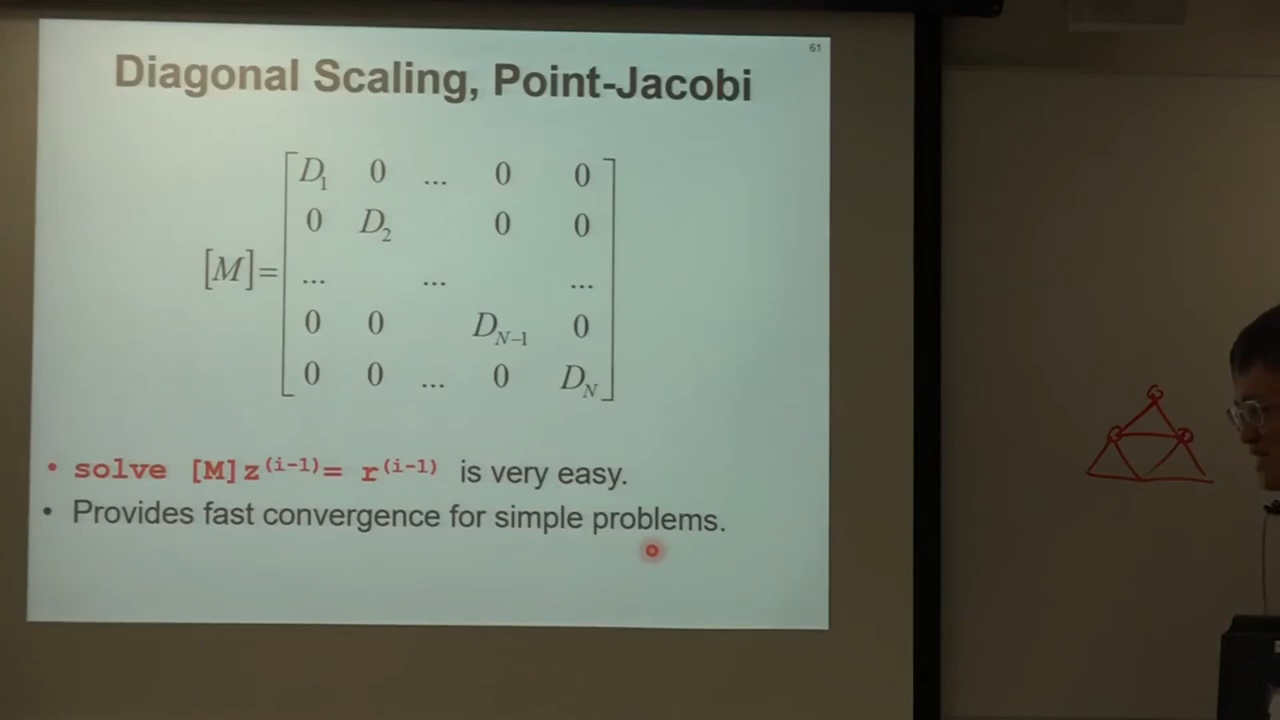 61
Diagonal Scaling, Point-Jacobi
D₁ 0 ... 0 0
0 D₂ 0 0
[M]= ... ... ...
0 0 D_{N-1} 0
0 0 ... 0 D_N
• solve [M]z^{(i-1)}= r^{(i-1)} is very easy.
• Provides fast convergence for simple problems.